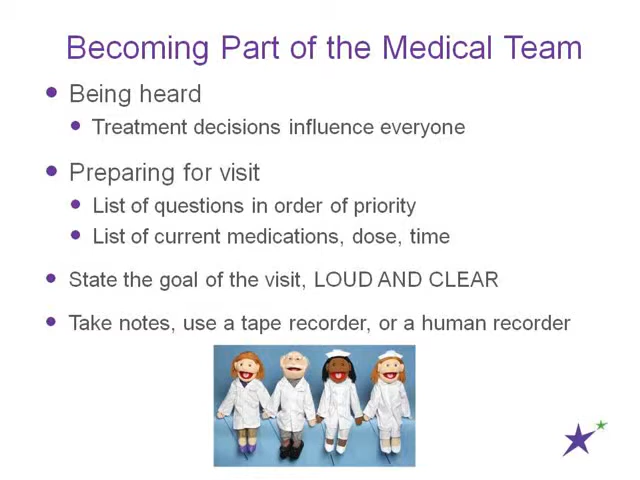 Becoming Part of the Medical Team
Being heard
Treatment decisions influence everyone
Preparing for visit
List of questions in order of priority
List of current medications, dose, time
State the goal of the visit, LOUD AND CLEAR
Take notes, use a tape recorder, or a human recorder